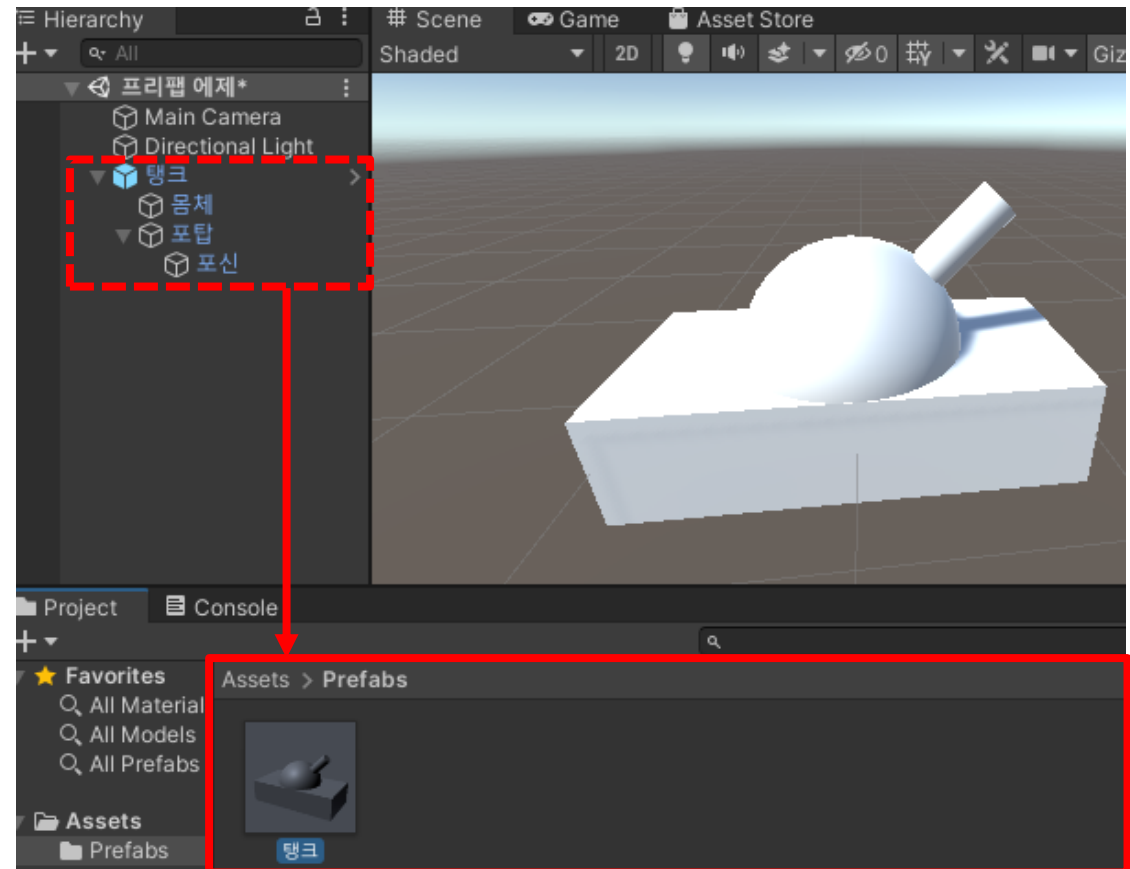 Hierarchy
# Scene
Game
Asset Store
All
Shaded
2D
0
Giz
프리팹 에제*
Main Camera
Directional Light
탱크
몸체
포탑
포신
Project
Console
Favorites
All Material
All Models
All Prefabs
Assets
Prefabs
Assets > Prefabs
탱크